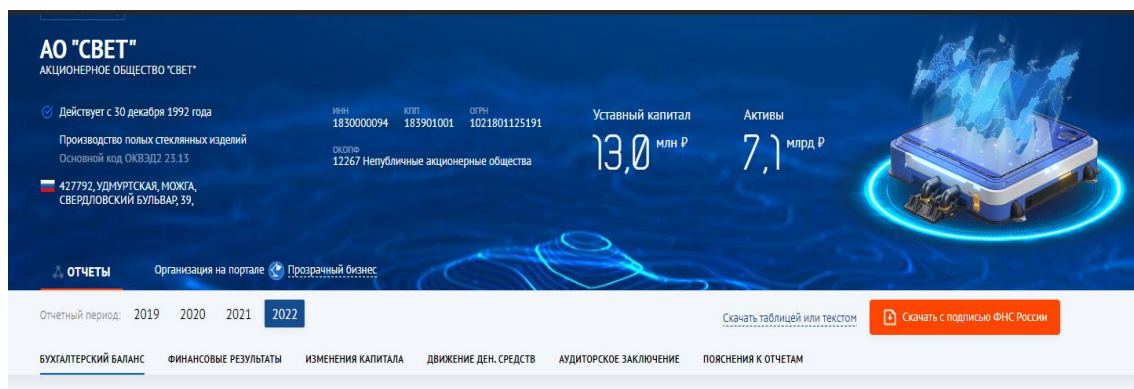 АО "СВЕТ"
АКЦИОНЕРНОЕ ОБЩЕСТВО "СВЕТ"
Действует с 30 декабря 1992 года
Производство полых стеклянных изделий
Основной код ОКВЭД2 23.13
427792, УДМУРТСКАЯ, МОЖГА,
СВЕРДЛОВСКИЙ БУЛЬВАР, 39,
ИНН КПП ОГРН
1830000094 183901001 1021801125191
ОКОПФ
12267 Непубличные акционерные общества
Уставный капитал
13,0 млн ₽
Активы
7,1 млрд ₽
ОТЧЕТЫ Организация на портале Прозрачный бизнес
Отчетный период: 2019 2020 2021 2022 Скачать таблицей или текстом Скачать с подписью ФНС России
БУХГАЛТЕРСКИЙ БАЛАНС ФИНАНСОВЫЕ РЕЗУЛЬТАТЫ ИЗМЕНЕНИЯ КАПИТАЛА ДВИЖЕНИЕ ДЕН. СРЕДСТВ АУДИТОРСКОЕ ЗАКЛЮЧЕНИЕ ПОЯСНЕНИЯ К ОТЧЕТАМ